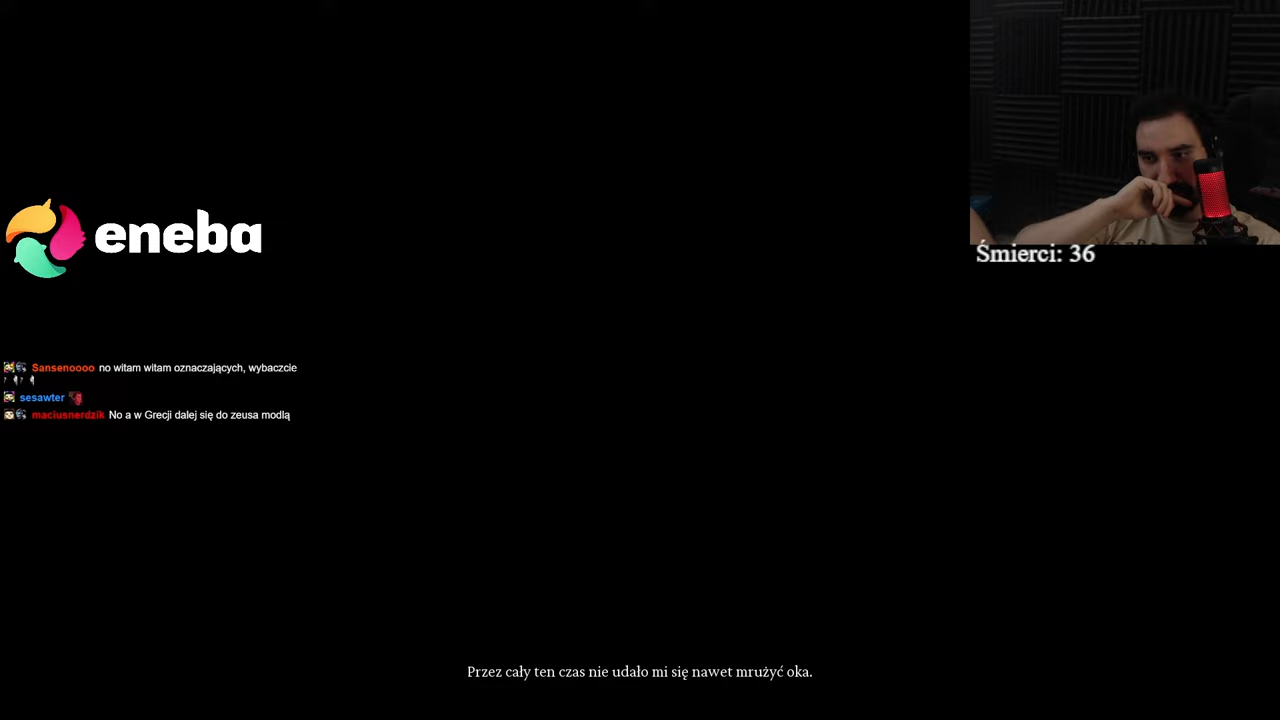 eneba
Śmierci: 36
Sansenoooo no witam witam oznaczających, wybaczcie
sesawter
maciusnerdzik No a w Grecji dalej się do zeusa modlą
Przez cały ten czas nie udało mi się nawet mrużyć oka.